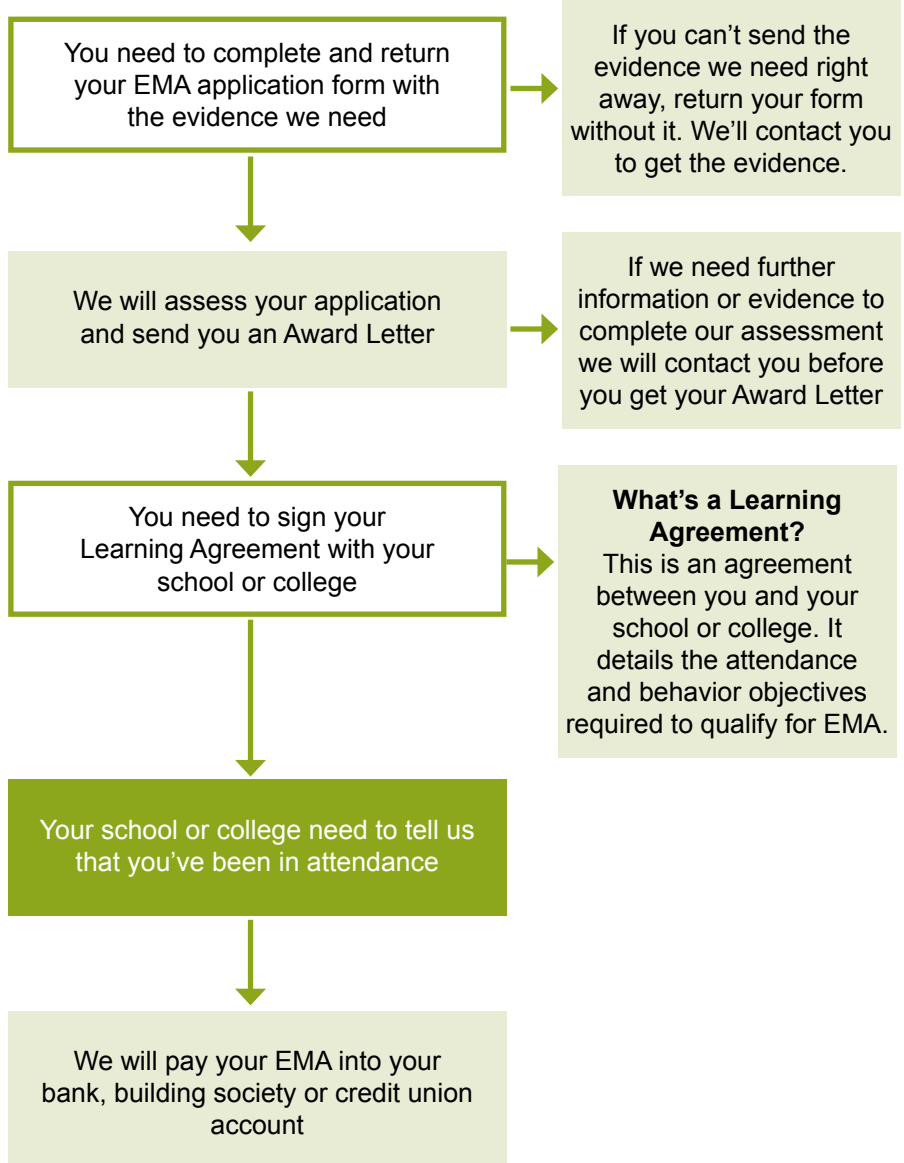 You need to complete and return
your EMA application form with
the evidence we need
If you can’t send the
evidence we need right
away, return your form
without it. We’ll contact you
to get the evidence.
We will assess your application
and send you an Award Letter
If we need further
information or evidence to
complete our assessment
we will contact you before
you get your Award Letter
You need to sign your
Learning Agreement with your
school or college
What’s a Learning
Agreement?
This is an agreement
between you and your
school or college. It
details the attendance
and behavior objectives
required to qualify for EMA.
Your school or college need to tell us
that you’ve been in attendance
We will pay your EMA into your
bank, building society or credit union
account